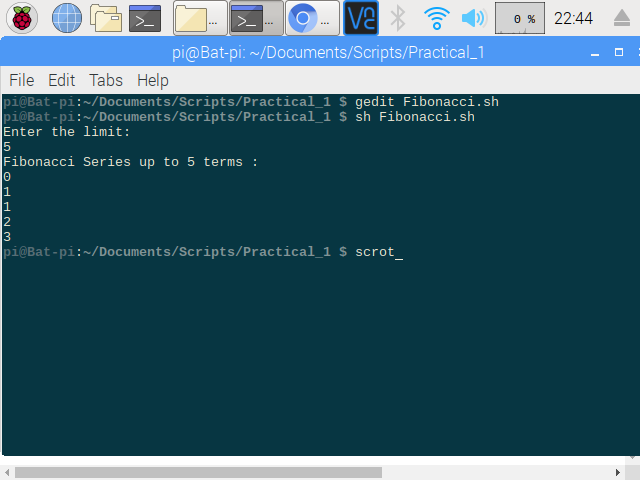 ... ... ... 0 % 22:44
pi@Bat-pi: ~/Documents/Scripts/Practical_1
File Edit Tabs Help
pi@Bat-pi:~/Documents/Scripts/Practical_1 $ gedit Fibonacci.sh
pi@Bat-pi:~/Documents/Scripts/Practical_1 $ sh Fibonacci.sh
Enter the limit:
5
Fibonacci Series up to 5 terms :
0
1
1
2
3
pi@Bat-pi:~/Documents/Scripts/Practical_1 $ scrot_